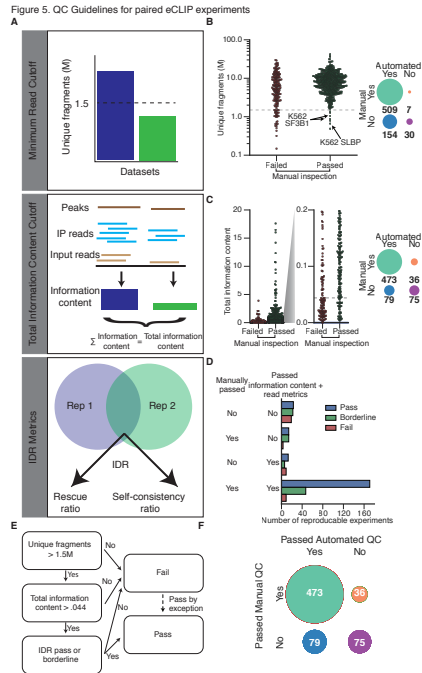 Figure 5. QC Guidelines for paired eCLIP experiments
A
Minimum Read Cutoff
Unique fragments (M)
1.5
Datasets
B
Unique fragments (M)
100.0
10.0
1.0
0.1
K562
SF3B1
K562 SLBP
Failed
Passed
Manual inspection
Automated
Yes
No
Manual
Yes
No
509
7
154
30
Total Information Content Cutoff
Peaks
IP reads
Input reads
Information
content
∑
Information
content
=
Total information
content
C
Total information content
20
15
10
5
0
Failed
Passed
Manual inspection
0.2
0.1
0.0
Failed
Passed
Manual inspection
Automated
Yes
No
Manual
Yes
No
473
36
79
75
IDR Metrics
Rep 1
Rep 2
IDR
Rescue
ratio
Self-consistency
ratio
D
Manually
passed
Passed
information content +
read metrics
No
No
Yes
No
No
Yes
Yes
Yes
Pass
Borderline
Fail
0
40
80
120
160
Number of reproducable experiments
E
Unique fragments
> 1.5M
No
Yes
Total information
content > .044
No
Yes
IDR pass or
borderline
No
Yes
Fail
Pass by
exception
Pass
F
Passed Automated QC
Yes
No
Passed Manual QC
Yes
No
473
36
79
75